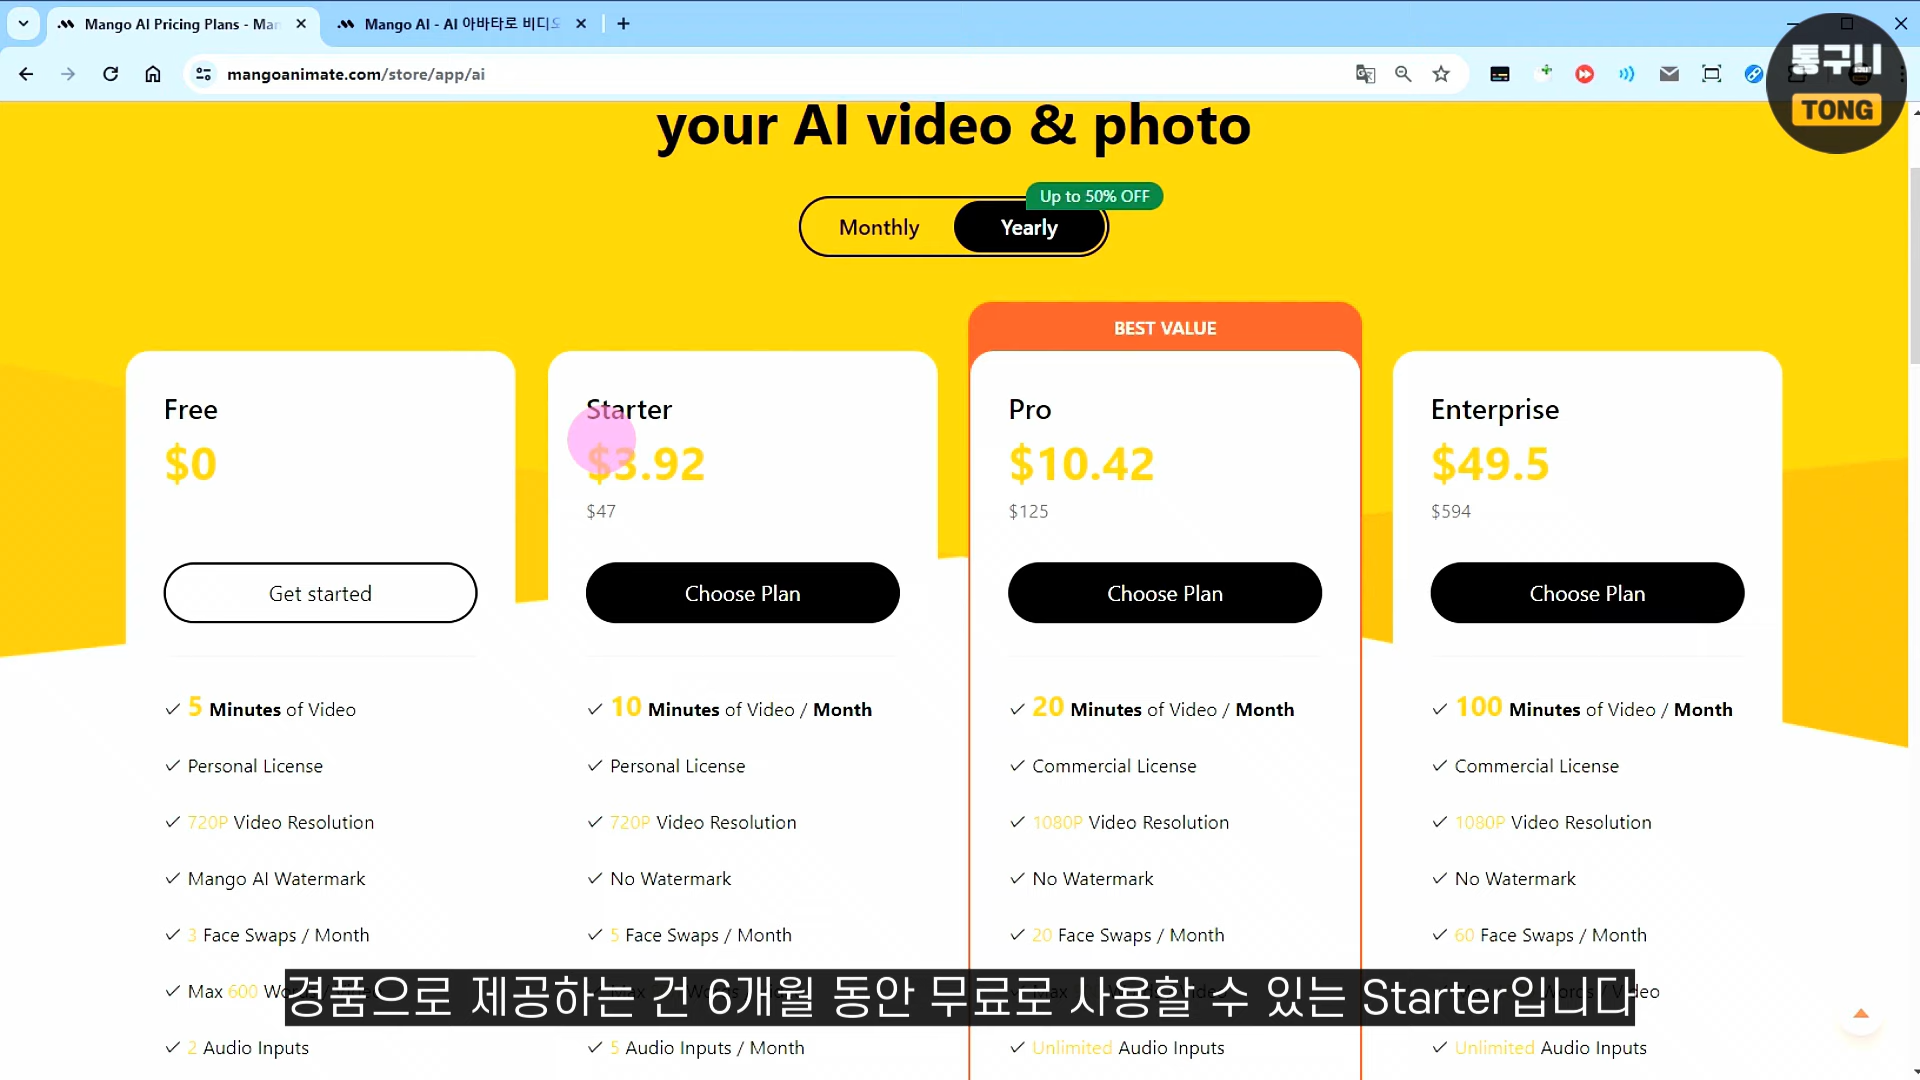 Mango AI Pricing Plans - Man
Mango AI - AI 아바타로 비디오
mangoanimate.com/store/app/ai
통구니
TONG
your AI video & photo
Up to 50% OFF
Monthly
Yearly
BEST VALUE
Free
$0
Get started
5 Minutes of Video
Personal License
720P Video Resolution
Mango AI Watermark
3 Face Swaps / Month
Max 600
2 Audio Inputs
Starter
$3.92
$47
Choose Plan
10 Minutes of Video / Month
Personal License
720P Video Resolution
No Watermark
5 Face Swaps / Month
5 Audio Inputs / Month
Pro
$10.42
$125
Choose Plan
20 Minutes of Video / Month
Commercial License
1080P Video Resolution
No Watermark
20 Face Swaps / Month
Unlimited Audio Inputs
Enterprise
$49.5
$594
Choose Plan
100 Minutes of Video / Month
Commercial License
1080P Video Resolution
No Watermark
60 Face Swaps / Month
Unlimited Audio Inputs
경품으로 제공하는 건 6개월 동안 무료로 사용할 수 있는 Starter입니다